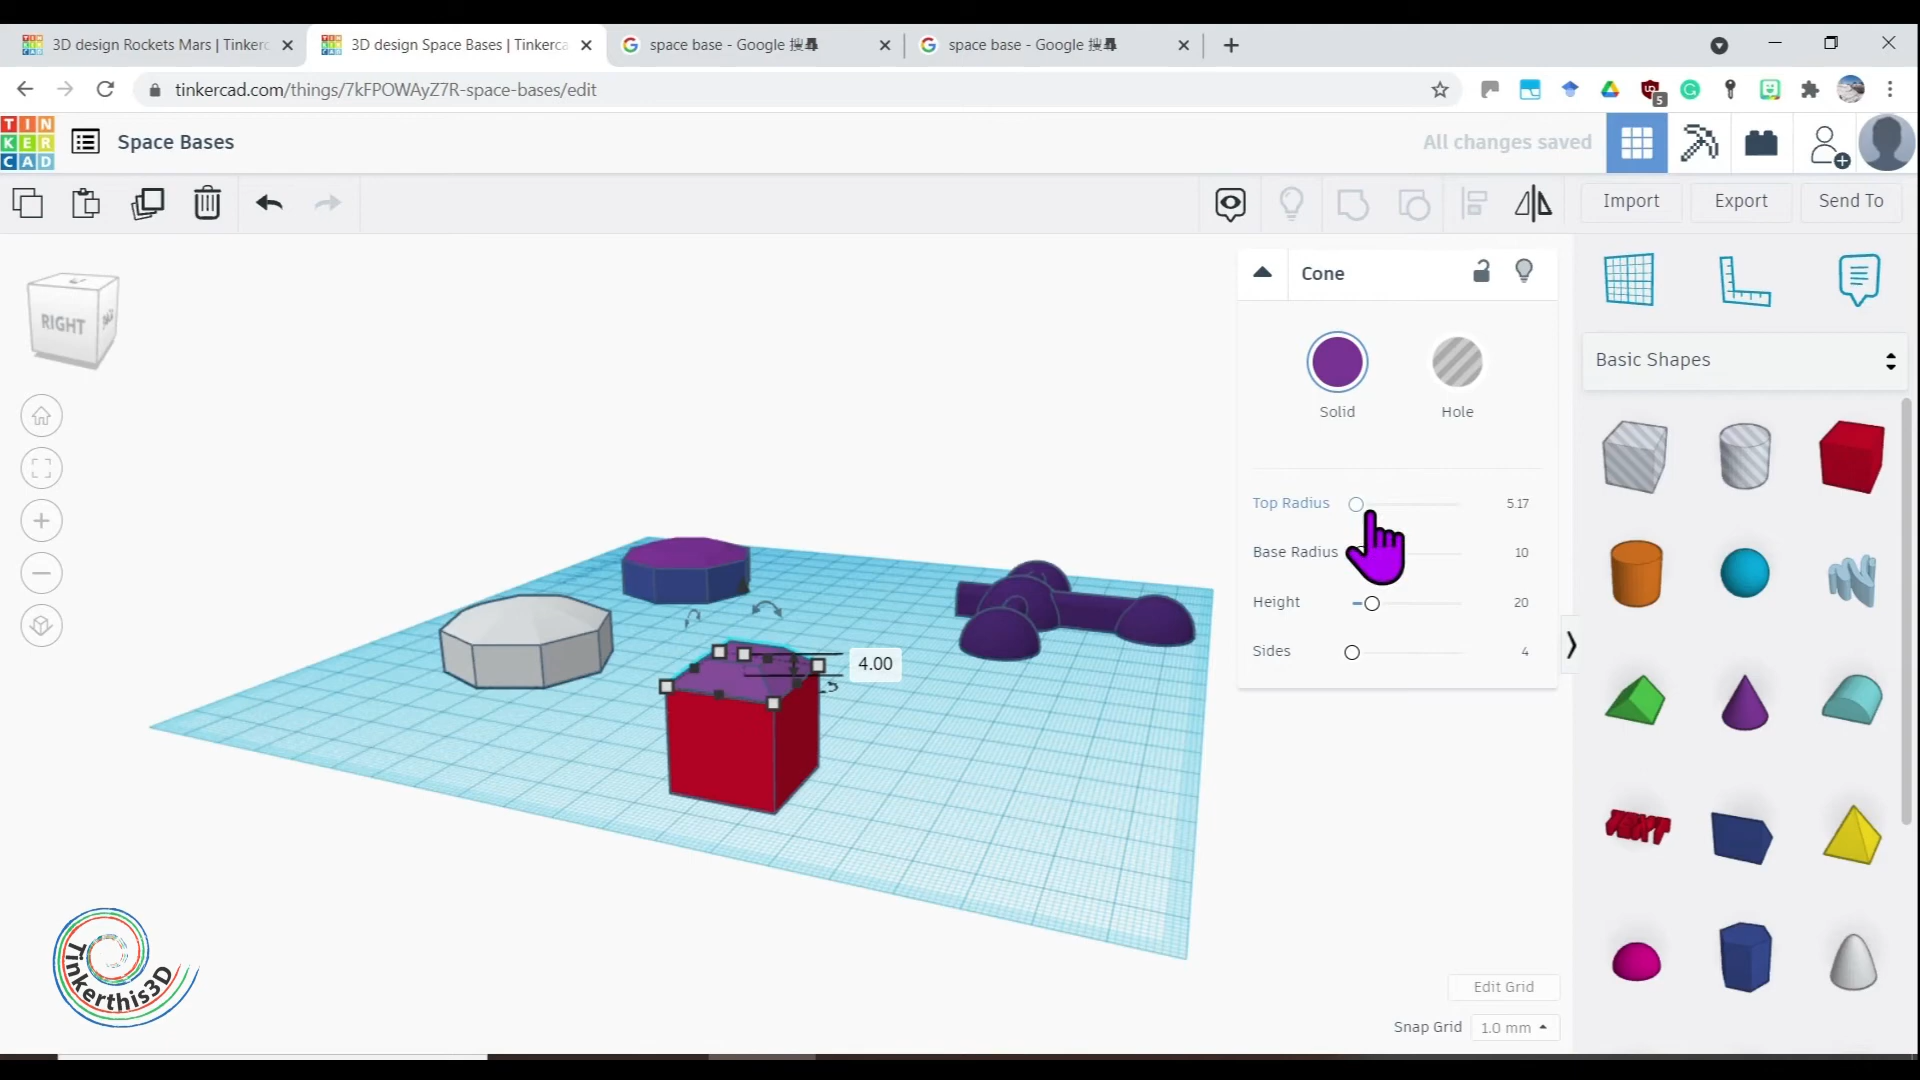 3D design Rockets Mars | Tinkerc
3D design Space Bases | Tinkerca
space base - Google 搜尋
space base - Google 搜尋
tinkercad.com/things/7kFPOWAyZ7R-space-bases/edit
5
TIN
KER
CAD
Space Bases
All changes saved
Import
Export
Send To
RIGHT
Cone
Solid
Hole
Top Radius
5.17
Base Radius
10
Height
20
Sides
4
4.00
Basic Shapes
TEXT
Edit Grid
Snap Grid
1.0 mm
Tinkerthis3D